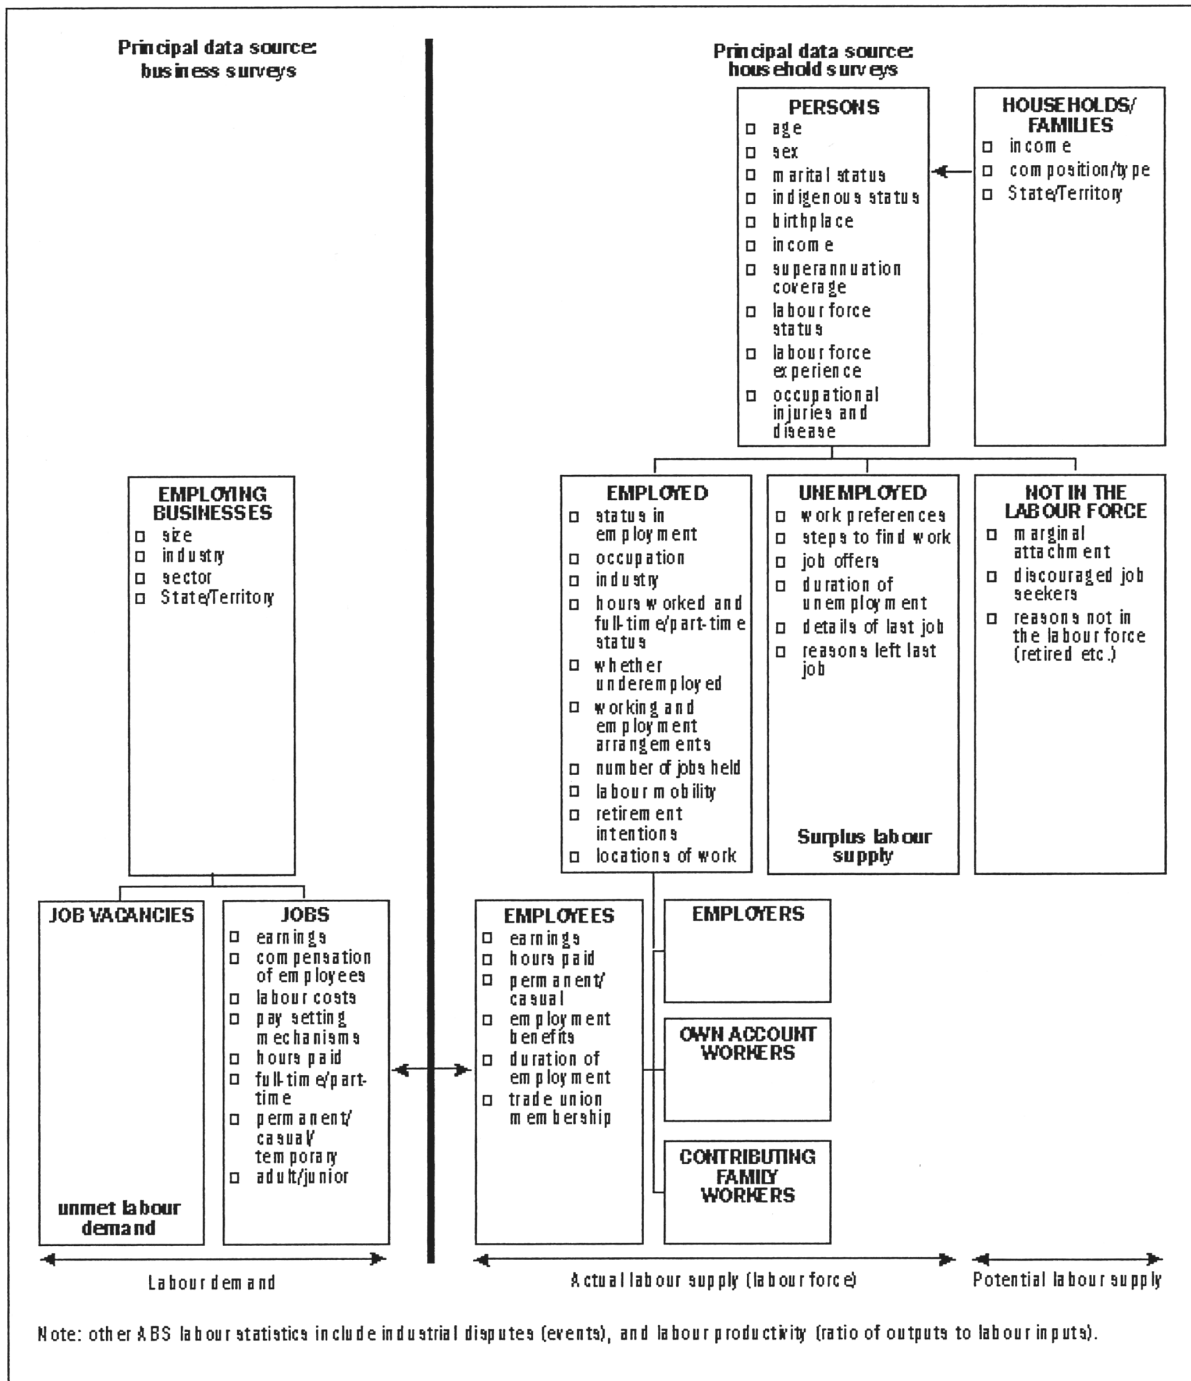 Principal data source:
business surveys
Principal data source:
household surveys
PERSONS
□ age
□ sex
□ marital status
□ indigenous status
□ birthplace
□ income
□ superannuation
coverage
□ labour force
status
□ labour force
experience
□ occupational
injuries and
disease
HOUSEHOLDS/
FAMILIES
□ income
□ composition/type
□ State/Territory
EMPLOYING
BUSINESSES
□ size
□ industry
□ sector
□ State/Territory
EMPLOYED
□ status in
employment
□ occupation
□ industry
□ hours worked and
full-time/part-time
status
□ whether
underemployed
□ working and
employment
arrangements
□ number of jobs held
□ labour mobility
□ retirement
intentions
□ locations of work
UNEMPLOYED
□ work preferences
□ steps to find work
□ job offers
□ duration of
unemployment
□ details of last job
□ reasons left last
job
Surplus labour
supply
NOT IN THE
LABOUR FORCE
□ marginal
attachment
□ discouraged job
seekers
□ reasons not in
the labour force
(retired etc.)
JOB VACANCIES
unmet labour
demand
JOBS
□ earnings
□ compensation
of employees
□ labour costs
□ pay setting
mechanisms
□ hours paid
□ full-time/part-
time
□ permanent/
casual/
temporary
□ adult/junior
EMPLOYEES
□ earnings
□ hours paid
□ permanent/
casual
□ employment
benefits
□ duration of
employment
□ trade union
membership
EMPLOYERS
OWN ACCOUNT
WORKERS
CONTRIBUTING
FAMILY
WORKERS
Labour demand
Actual labour supply (labour force)
Potential labour supply
Note: other ABS labour statistics include industrial disputes (events), and labour productivity (ratio of outputs to labour inputs).